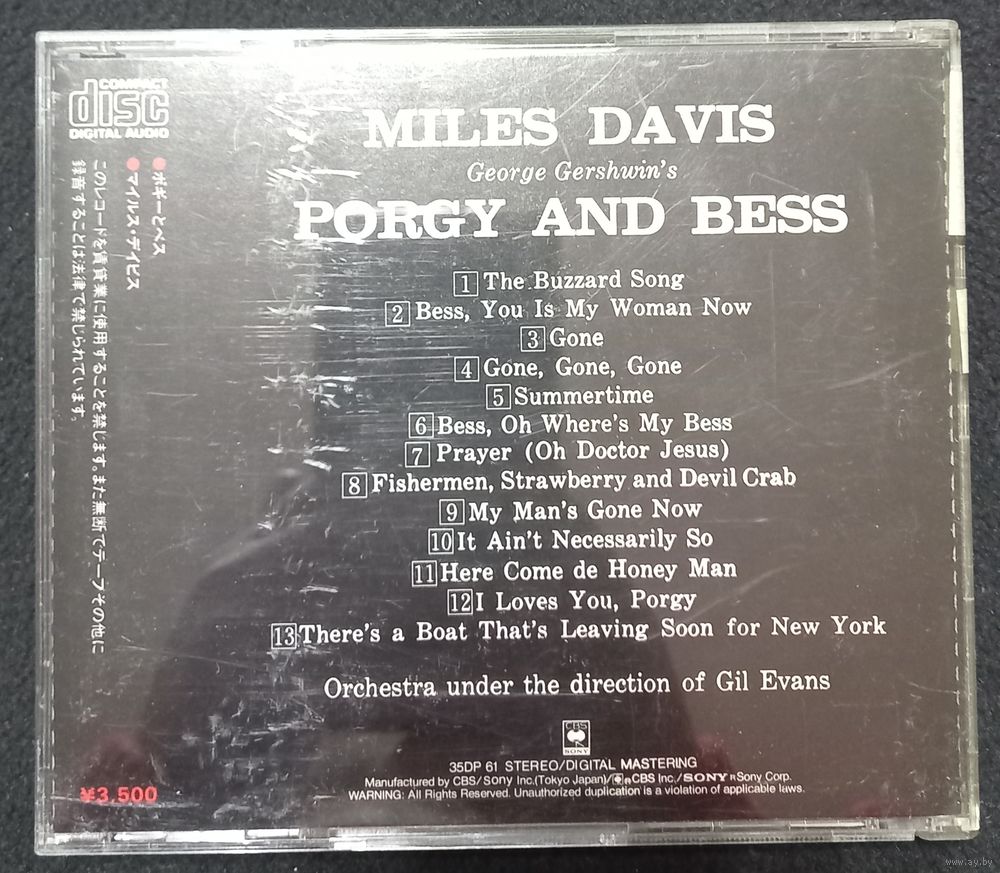 COMPACT
disc
DIGITAL AUDIO
MILES DAVIS
George Gershwin's
PORGY AND BESS
1 The Buzzard Song
2 Bess, You Is My Woman Now
3 Gone
4 Gone, Gone, Gone
5 Summertime
6 Bess, Oh Where's My Bess
7 Prayer (Oh Doctor Jesus)
8 Fishermen, Strawberry and Devil Crab
9 My Man's Gone Now
10 It Ain't Necessarily So
11 Here Come de Honey Man
12 I Loves You, Porgy
13 There's a Boat That's Leaving Soon for New York
Orchestra under the direction of Gil Evans
CBS
SONY
35DP 61 STEREO/DIGITAL MASTERING
Manufactured by CBS/Sony Inc.(Tokyo Japan)/®CBS Inc./SONY ®Sony Corp.
WARNING: All Rights Reserved. Unauthorized duplication is a violation of applicable laws.
●ポギーとベス
●マイルス・デイビス
このレコードを賃貸業に使用することを禁じます。また無断でテープその他に
録音することは法律で禁じられています。
¥3,500
www.ay.by